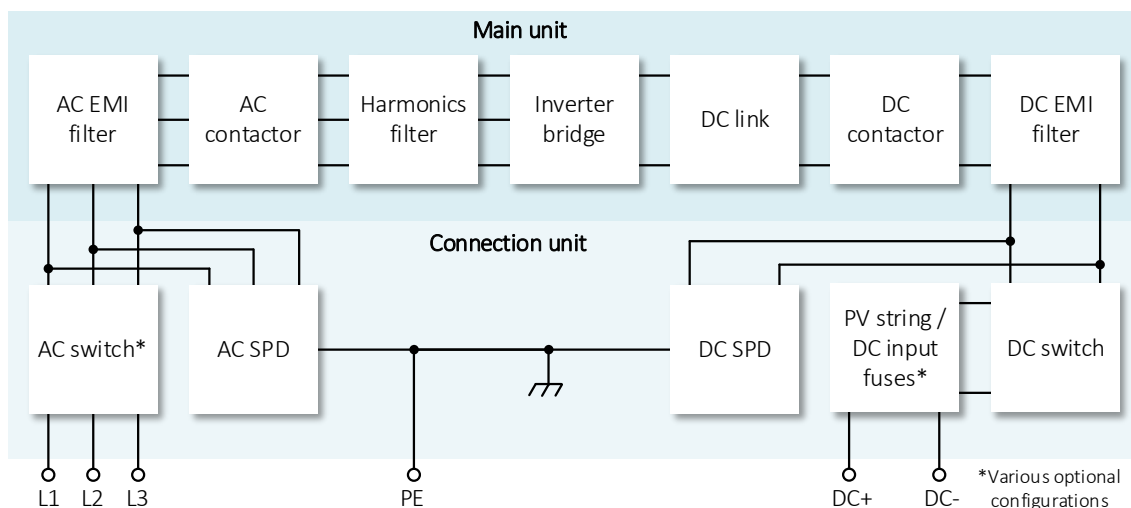 Main unit
AC EMI
filter
AC
contactor
Harmonics
filter
Inverter
bridge
DC link
DC
contactor
DC EMI
filter
Connection unit
AC switch*
AC SPD
DC SPD
PV string /
DC input
fuses*
DC switch
L1
L2
L3
PE
DC+
DC-
*Various optional
configurations